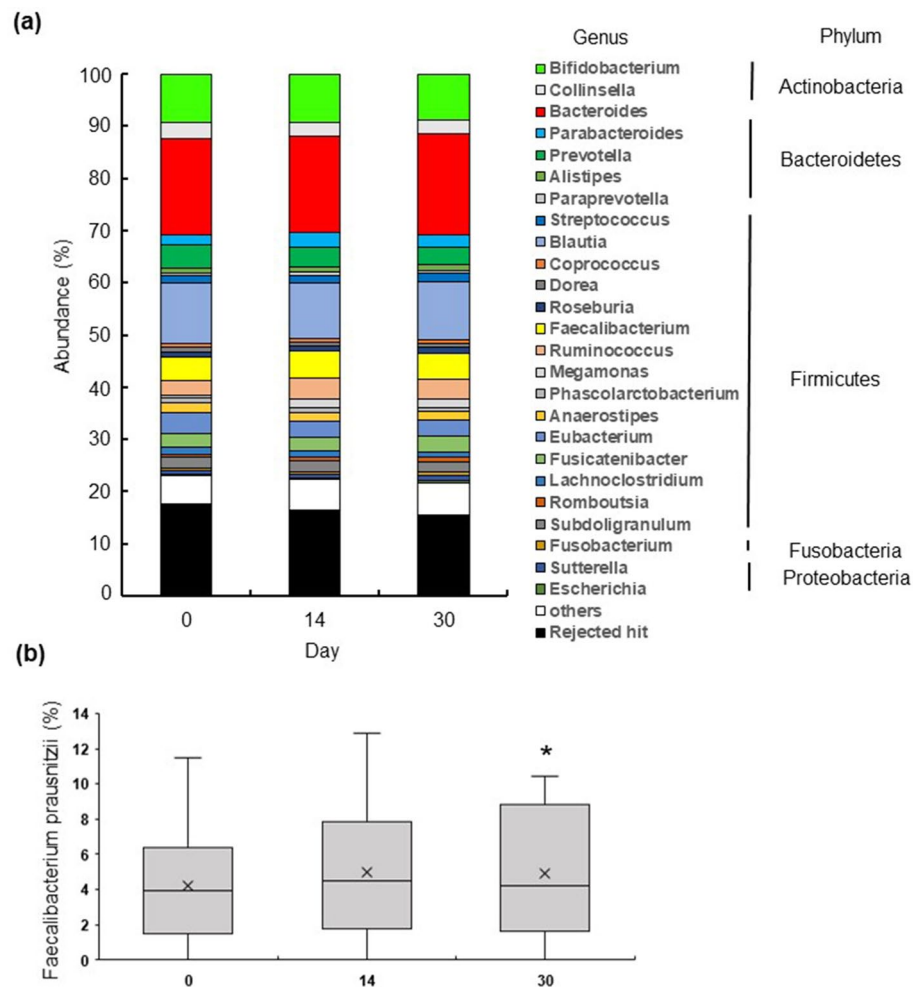 (a)
Genus
Phylum
Abundance (%)
100
90
80
70
60
50
40
30
20
10
0
0 14 30
Day
Bifidobacterium
Collinsella
Bacteroides
Parabacteroides
Prevotella
Alistipes
Paraprevotella
Streptococcus
Blautia
Coprococcus
Dorea
Roseburia
Faecalibacterium
Ruminococcus
Megamonas
Phascolarctobacterium
Anaerostipes
Eubacterium
Fusicatenibacter
Lachnoclostridium
Romboutsia
Subdoligranulum
Fusobacterium
Sutterella
Escherichia
others
Rejected hit
Actinobacteria
Bacteroidetes
Firmicutes
Fusobacteria
Proteobacteria
(b)
Faecalibacterium prausnitzii (%)
14
12
10
8
6
4
2
0
*
0 14 30